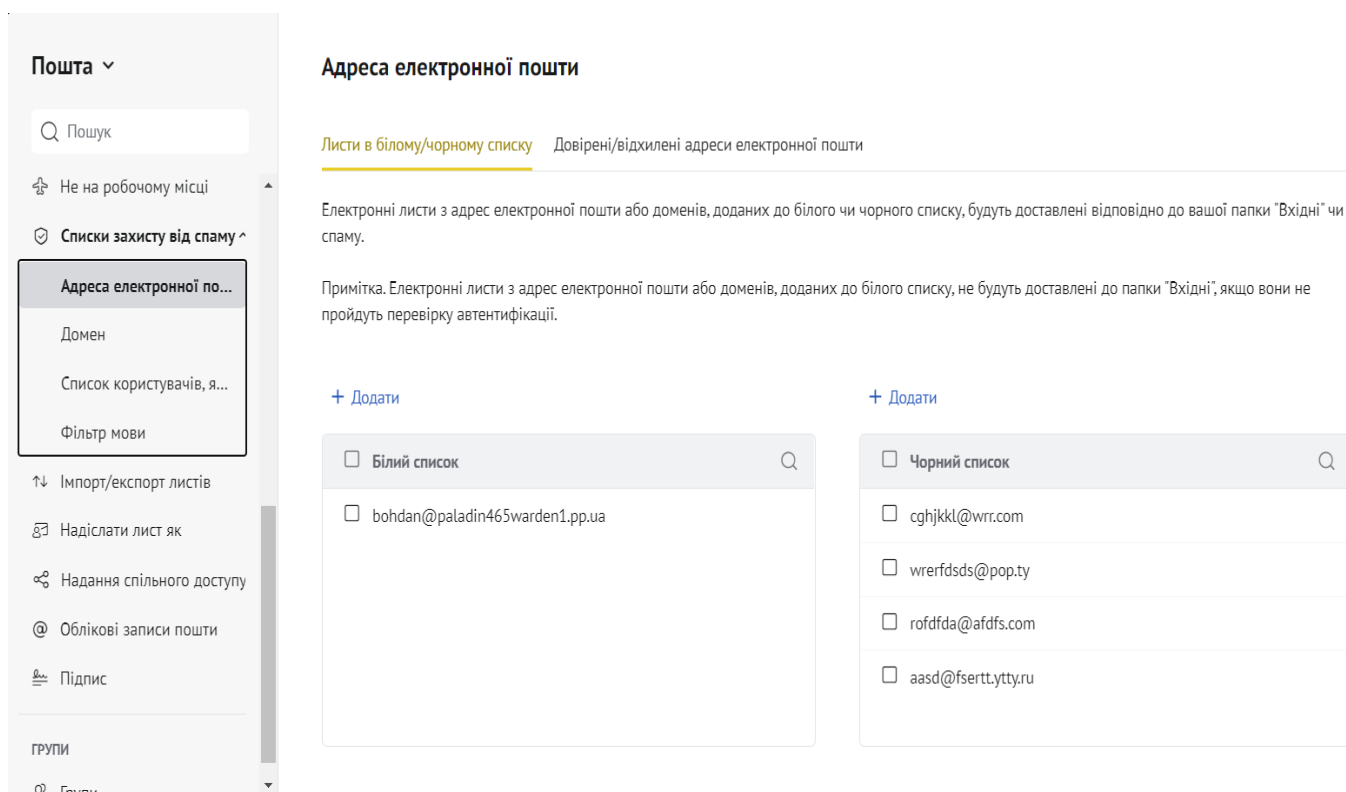 Пошта
Пошук
Не на робочому місці
Списки захисту від спаму
Адреса електронної по...
Домен
Список користувачів, я...
Фільтр мови
Імпорт/експорт листів
Надіслати лист як
Надання спільного доступу
Облікові записи пошти
Підпис
ГРУПИ
Групи
Адреса електронної пошти
Листи в білому/чорному списку Довірені/відхилені адреси електронної пошти
Електронні листи з адрес електронної пошти або доменів, доданих до білого чи чорного списку, будуть доставлені відповідно до вашої папки "Вхідні" чи
спаму.
Примітка. Електронні листи з адрес електронної пошти або доменів, доданих до білого списку, не будуть доставлені до папки "Вхідні", якщо вони не
пройдуть перевірку автентифікації.
+ Додати
Білий список
bohdan@paladin465warden1.pp.ua
+ Додати
Чорний список
cghjkkl@wrr.com
wrerfdsds@pop.ty
rofdfda@afdfs.com
aasd@fsertt.ytty.ru